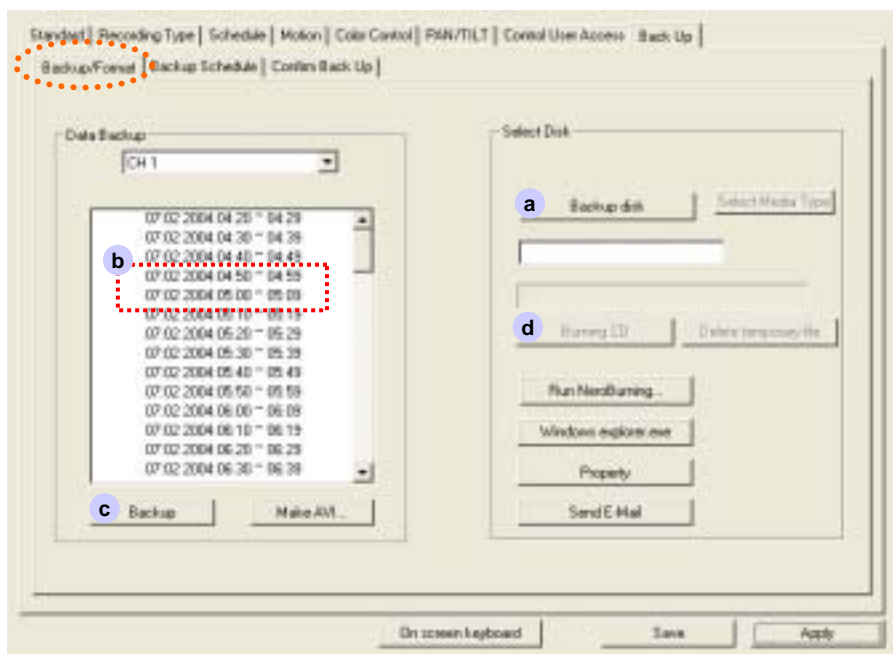 Standard Recording Type Schedule Motion Color Control PAN/TILT Control User Access Back Up
Backup/Format Backup Schedule Confirm Back Up
Data Backup
CH 1
07:02 2004 04:20 ~ 04:29
07:02 2004 04:30 ~ 04:39
07:02 2004 04:40 ~ 04:49
b
07:02 2004 04:50 ~ 04:59
07:02 2004 05:00 ~ 05:09
07:02 2004 05:10 ~ 05:19
07:02 2004 05:20 ~ 05:29
07:02 2004 05:30 ~ 05:39
07:02 2004 05:40 ~ 05:49
07:02 2004 05:50 ~ 05:59
07:02 2004 06:00 ~ 06:09
07:02 2004 06:10 ~ 06:19
07:02 2004 06:20 ~ 06:29
07:02 2004 06:30 ~ 06:39
c Backup Make AVI...
Select Disk
a Backup disk Select Media Type
d Burning CD Delete temporary file
Run NeroBurning...
Windows explorer.exe
Property
Send E-Mail
On screen keyboard Save Apply